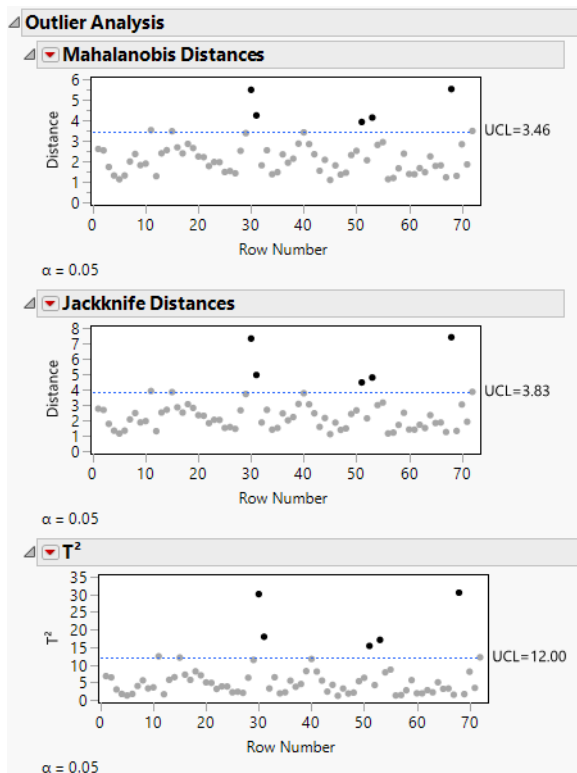 Outlier Analysis
Mahalanobis Distances
6
5
4
3
2
1
0
Distance
UCL=3.46
0 10 20 30 40 50 60 70
Row Number
α = 0.05
Jackknife Distances
8
7
6
5
4
3
2
1
0
Distance
UCL=3.83
0 10 20 30 40 50 60 70
Row Number
α = 0.05
T²
35
30
25
20
15
10
5
0
T²
UCL=12.00
0 10 20 30 40 50 60 70
Row Number
α = 0.05